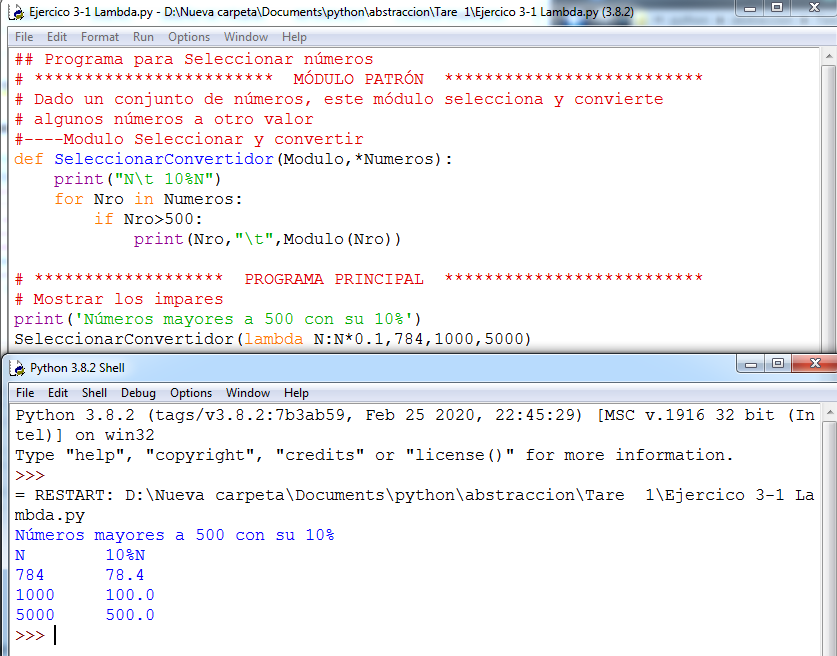 Ejercico 3-1 Lambda.py - D:\Nueva carpeta\Documents\python\abstraccion\Tare  1\Ejercico 3-1 Lambda.py (3.8.2)
File Edit Format Run Options Window Help
## Programa para Seleccionar números
# ************************  MÓDULO PATRÓN  **************************
# Dado un conjunto de números, este módulo selecciona y convierte
# algunos números a otro valor
#----Modulo Seleccionar y convertir
def SeleccionarConvertidor(Modulo,*Numeros):
    print("N\t 10%N")
    for Nro in Numeros:
        if Nro>500:
            print(Nro,"\t",Modulo(Nro))
# *******************  PROGRAMA PRINCIPAL  **************************
# Mostrar los impares
print('Números mayores a 500 con su 10%')
SeleccionarConvertidor(lambda N:N*0.1,784,1000,5000)
Python 3.8.2 Shell
File Edit Shell Debug Options Window Help
Python 3.8.2 (tags/v3.8.2:7b3ab59, Feb 25 2020, 22:45:29) [MSC v.1916 32 bit (In
tel)] on win32
Type "help", "copyright", "credits" or "license()" for more information.
>>>
= RESTART: D:\Nueva carpeta\Documents\python\abstraccion\Tare  1\Ejercico 3-1 La
mbda.py
Números mayores a 500 con su 10%
N        10%N
784      78.4
1000     100.0
5000     500.0
>>>